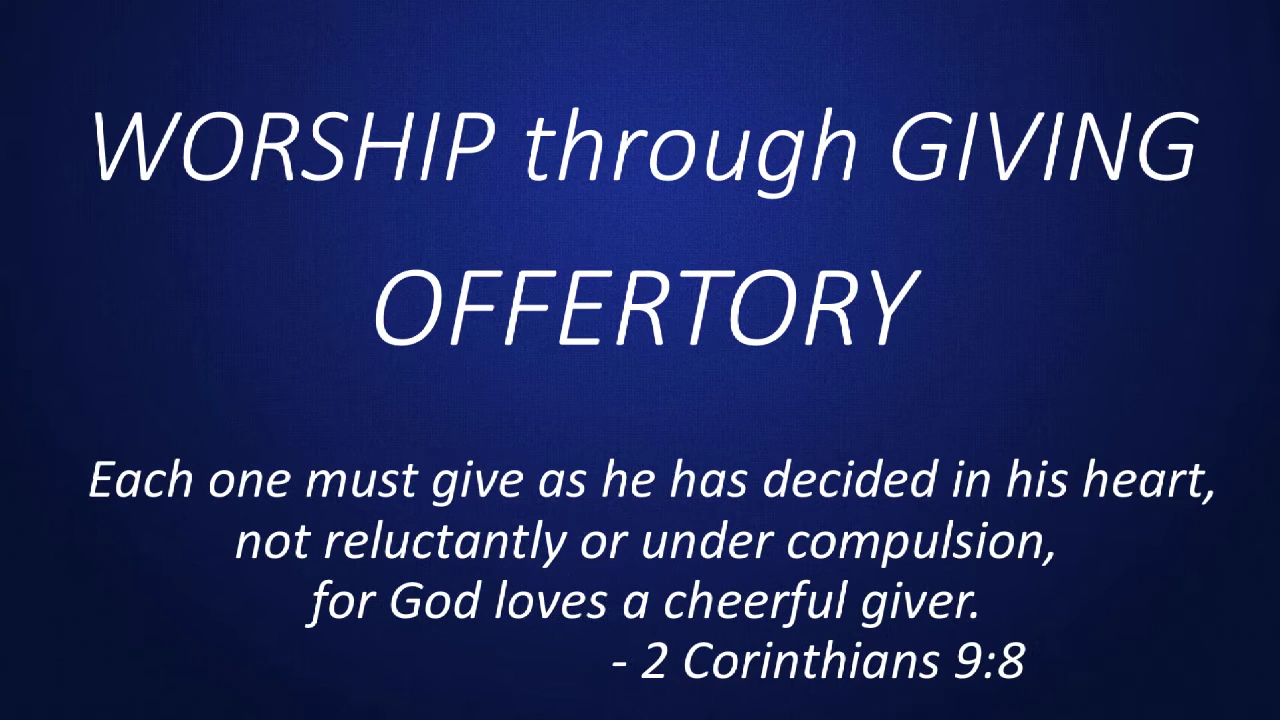 WORSHIP through GIVING
OFFERTORY
Each one must give as he has decided in his heart,
not reluctantly or under compulsion,
for God loves a cheerful giver.
- 2 Corinthians 9:8